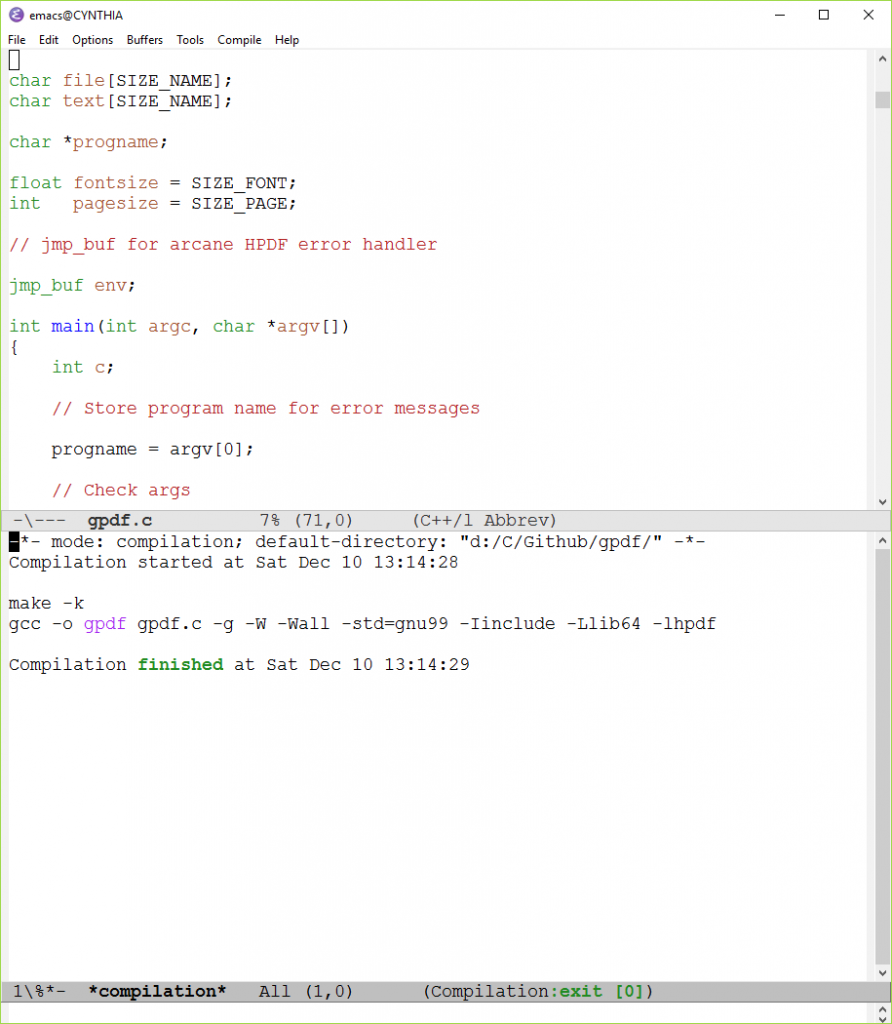 emacs@CYNTHIA
File Edit Options Buffers Tools Compile Help
char file[SIZE_NAME];
char text[SIZE_NAME];
char *progname;
float fontsize = SIZE_FONT;
int   pagesize = SIZE_PAGE;
// jmp_buf for arcane HPDF error handler
jmp_buf env;
int main(int argc, char *argv[])
{
    int c;
    // Store program name for error messages
    progname = argv[0];
    // Check args
-\---  gpdf.c          7% (71,0)      (C++/l Abbrev)
-*- mode: compilation; default-directory: "d:/C/Github/gpdf/" -*-
Compilation started at Sat Dec 10 13:14:28
make -k
gcc -o gpdf gpdf.c -g -W -Wall -std=gnu99 -Iinclude -Llib64 -lhpdf
Compilation finished at Sat Dec 10 13:14:29
1\%*-  *compilation*   All (1,0)       (Compilation:exit [0])